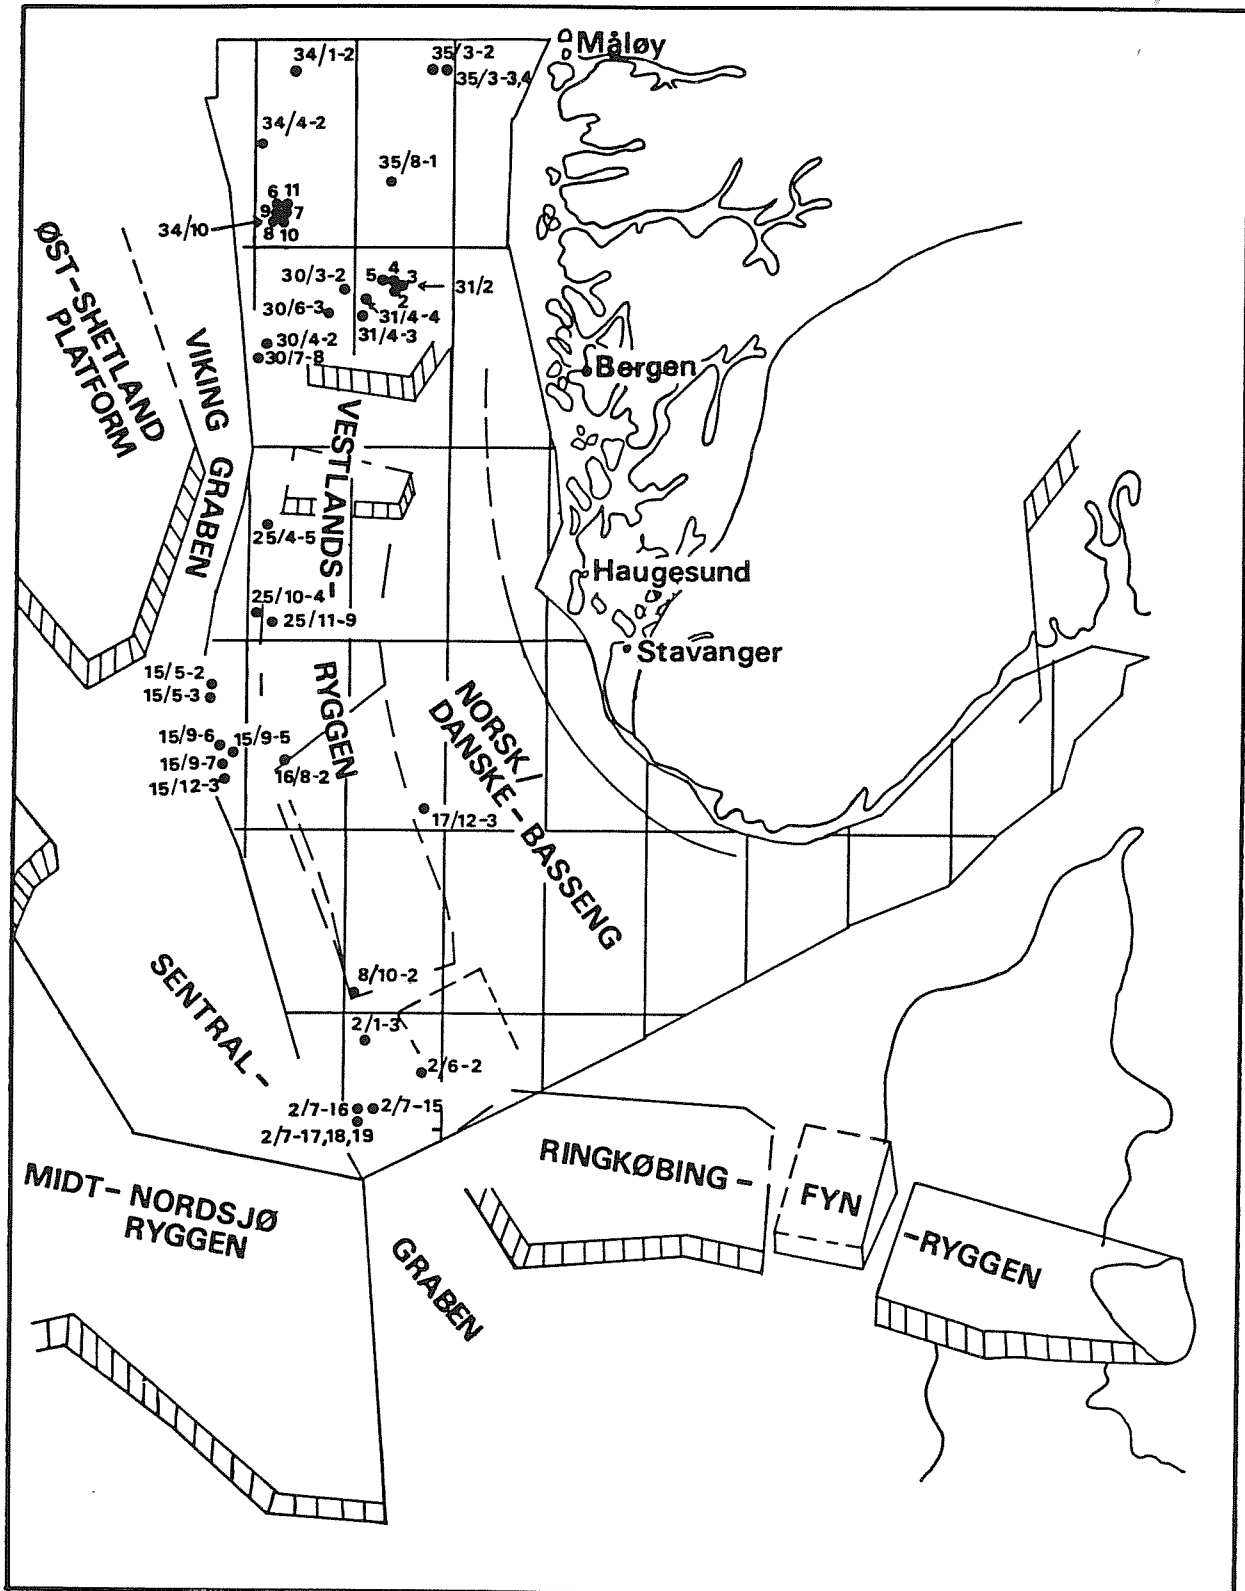 Måløy
34/1-2
35/3-2
35/3-3,4
34/4-2
35/8-1
6 11
9 7
8 10
34/10
ØST-SHETLAND
PLATFORM
VIKING
GRABEN
30/3-2
5 4 3
2
31/2
30/6-3
31/4-4
31/4-3
30/4-2
30/7-8
Bergen
VESTLANDS-
RYGGEN
25/4-5
Haugesund
25/10-4
25/11-9
Stavanger
15/5-2
15/5-3
NORSK/
DANSKE-BASSENG
15/9-6
15/9-5
15/9-7
16/8-2
15/12-3
17/12-3
SENTRAL-
GRABEN
8/10-2
2/1-3
2/6-2
2/7-16
2/7-15
2/7-17,18,19
MIDT-NORDSJØ
RYGGEN
RINGKØBING-
FYN
-RYGGEN